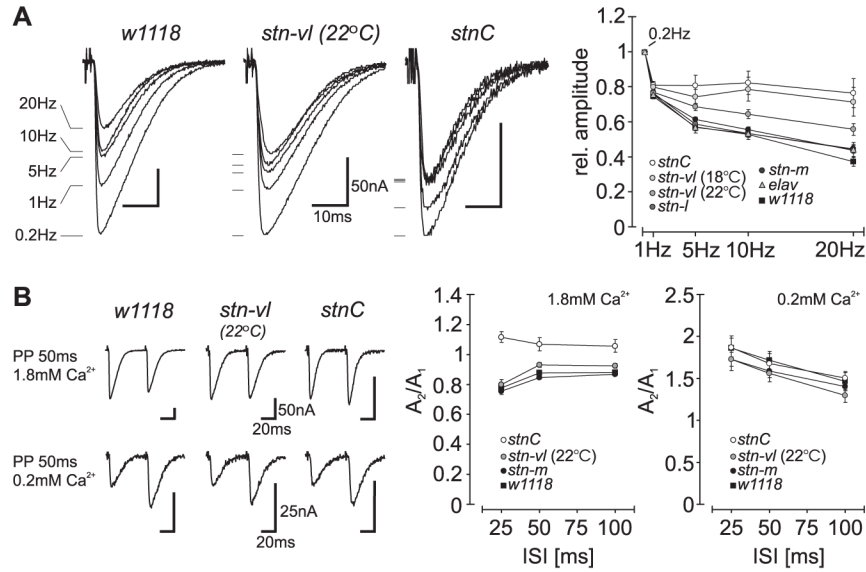 A
w1118
stn-vl (22°C)
stnC
20Hz
10Hz
5Hz
1Hz
0.2Hz
50nA
10ms
rel. amplitude
1.2
1
0.8
0.6
0.4
0.2
0
0.2Hz
stnC
stn-vl (18°C)
stn-vl (22°C)
stn-l
stn-m
elav
w1118
1Hz 5Hz 10Hz 20Hz
B
w1118
stn-vl
(22°C)
stnC
PP 50ms
1.8mM Ca²⁺
50nA
20ms
PP 50ms
0.2mM Ca²⁺
25nA
20ms
A₂/A₁
1.4
1.2
1
0.8
0.6
0.4
0.2
0
1.8mM Ca²⁺
stnC
stn-vl (22°C)
stn-m
w1118
25 50 75 100
ISI [ms]
A₂/A₁
2.5
2
1.5
1
0.5
0
0.2mM Ca²⁺
stnC
stn-vl (22°C)
stn-m
w1118
25 50 75 100
ISI [ms]